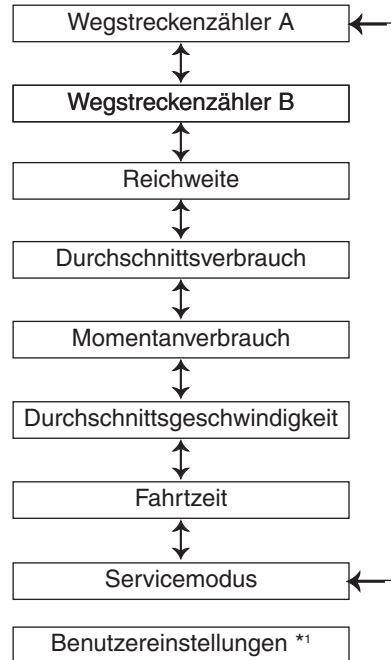 Wegstreckenzähler A
Wegstreckenzähler B
Reichweite
Durchschnittsverbrauch
Momentanverbrauch
Durchschnittsgeschwindigkeit
Fahrtzeit
Servicemodus
Benutzereinstellungen *1